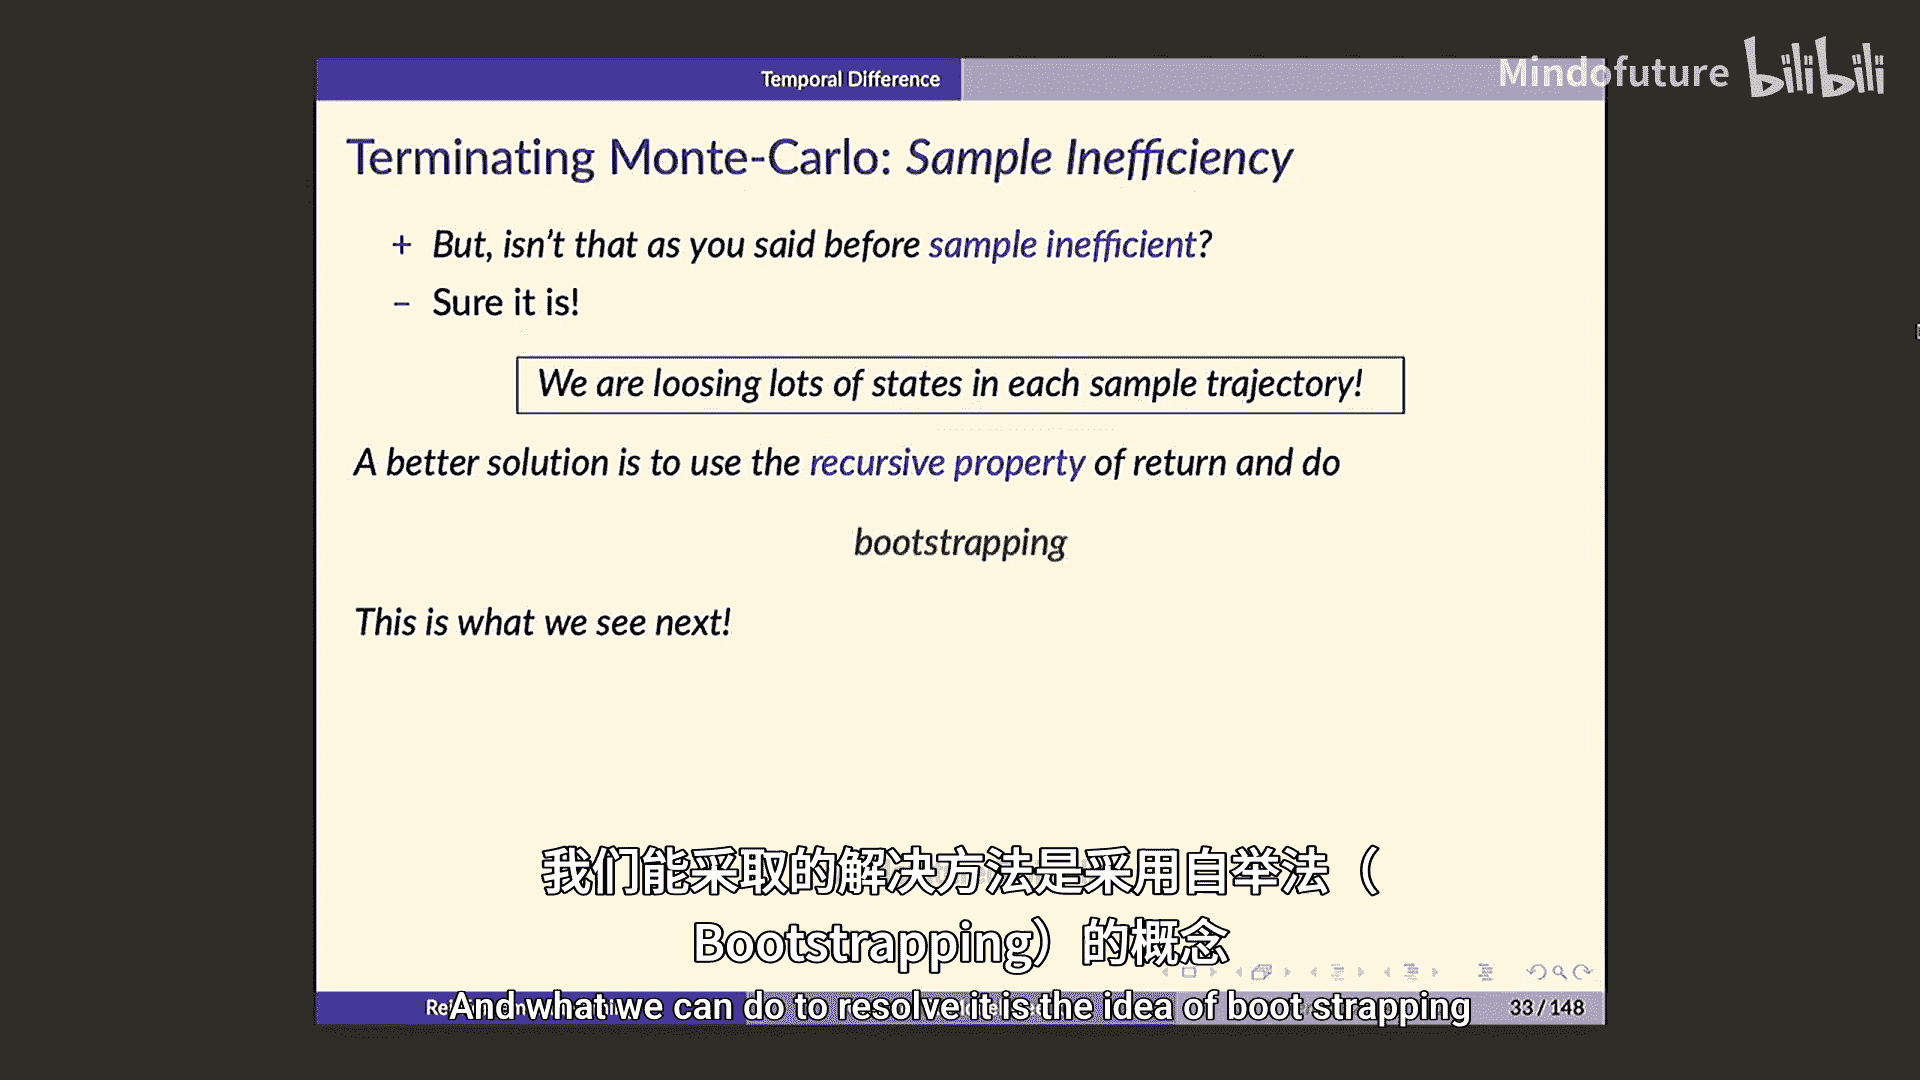 Temporal Difference
Mindofuture bilibili
Terminating Monte-Carlo: Sample Inefficiency
+ But, isn't that as you said before sample inefficient?
– Sure it is!
We are loosing lots of states in each sample trajectory!
A better solution is to use the recursive property of return and do
bootstrapping
This is what we see next!
我们能采取的解决方法是采用自举法（
Bootstrapping）的概念
And what we can do to resolve it is the idea of boot strapping
33 / 148